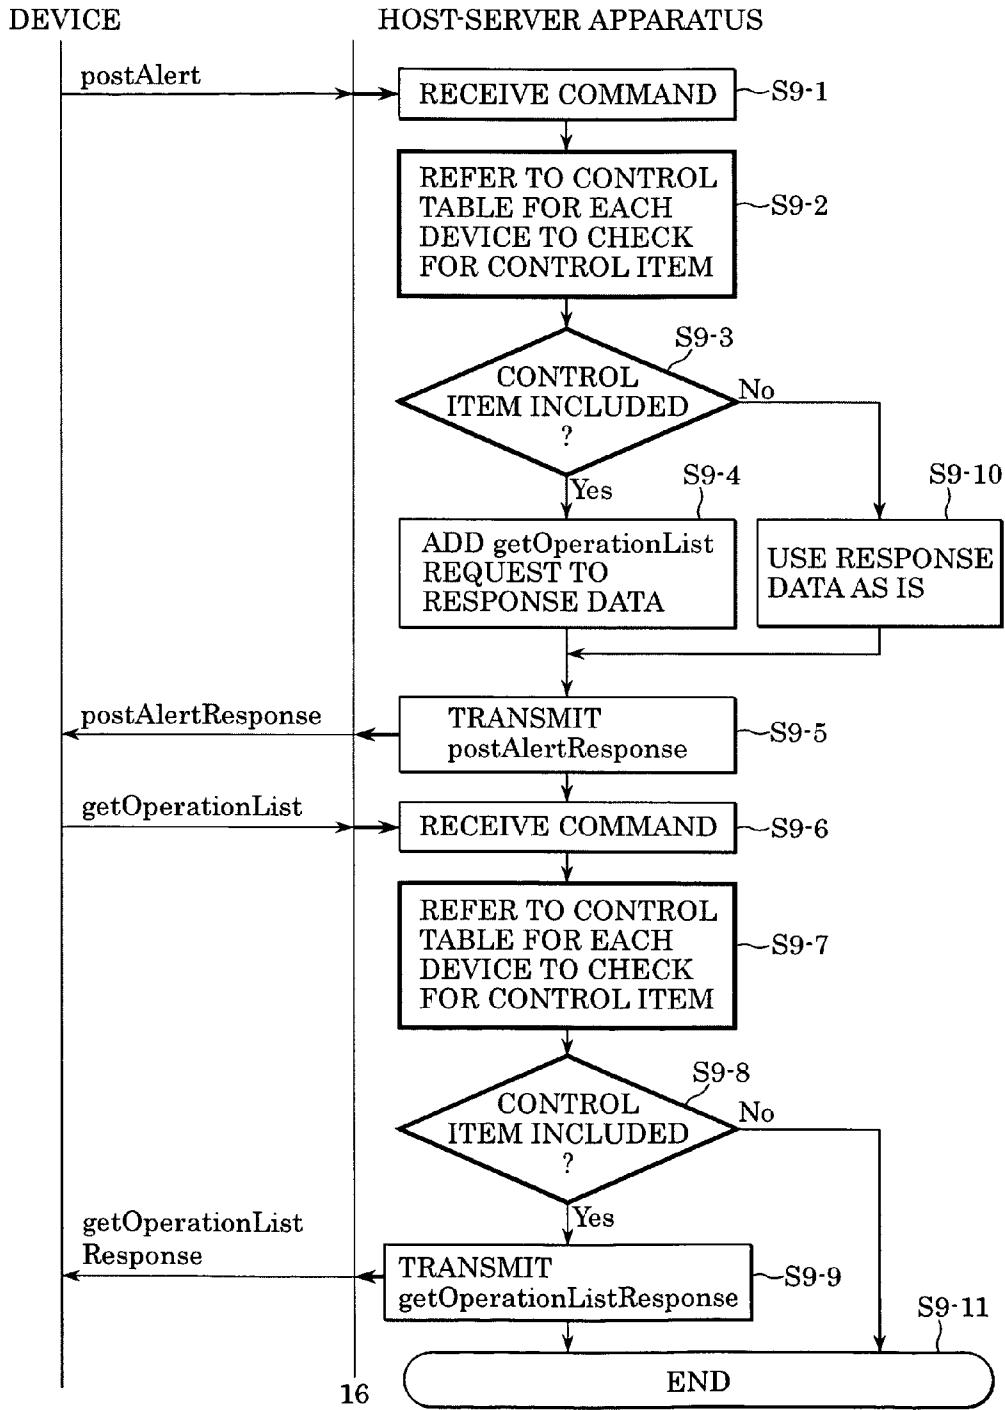 DEVICE
HOST-SERVER APPARATUS
postAlert
RECEIVE COMMAND
S9-1
REFER TO CONTROL
TABLE FOR EACH
DEVICE TO CHECK
FOR CONTROL ITEM
S9-2
S9-3
CONTROL
ITEM INCLUDED
?
No
Yes
S9-4
S9-10
ADD getOperationList
REQUEST TO
RESPONSE DATA
USE RESPONSE
DATA AS IS
postAlertResponse
TRANSMIT
postAlertResponse
S9-5
getOperationList
RECEIVE COMMAND
S9-6
REFER TO CONTROL
TABLE FOR EACH
DEVICE TO CHECK
FOR CONTROL ITEM
S9-7
S9-8
CONTROL
ITEM INCLUDED
?
No
Yes
getOperationList
Response
TRANSMIT
getOperationListResponse
S9-9
S9-11
END
16